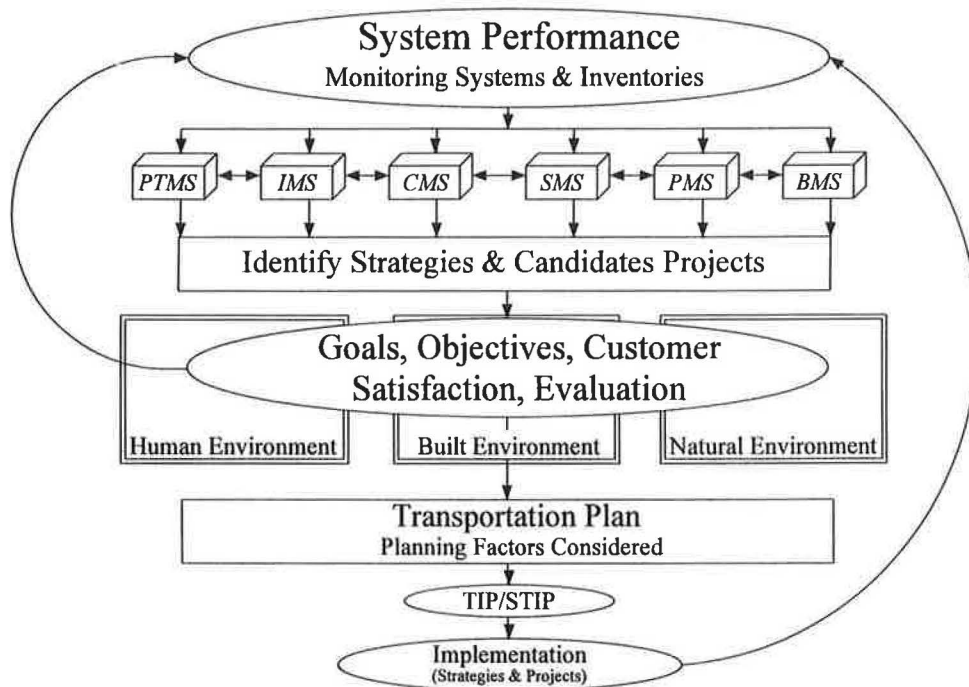 System Performance
Monitoring Systems & Inventories
PTMS
IMS
CMS
SMS
PMS
BMS
Identify Strategies & Candidates Projects
Goals, Objectives, Customer
Satisfaction, Evaluation
Human Environment
Built Environment
Natural Environment
Transportation Plan
Planning Factors Considered
TIP/STIP
Implementation
(Strategies & Projects)